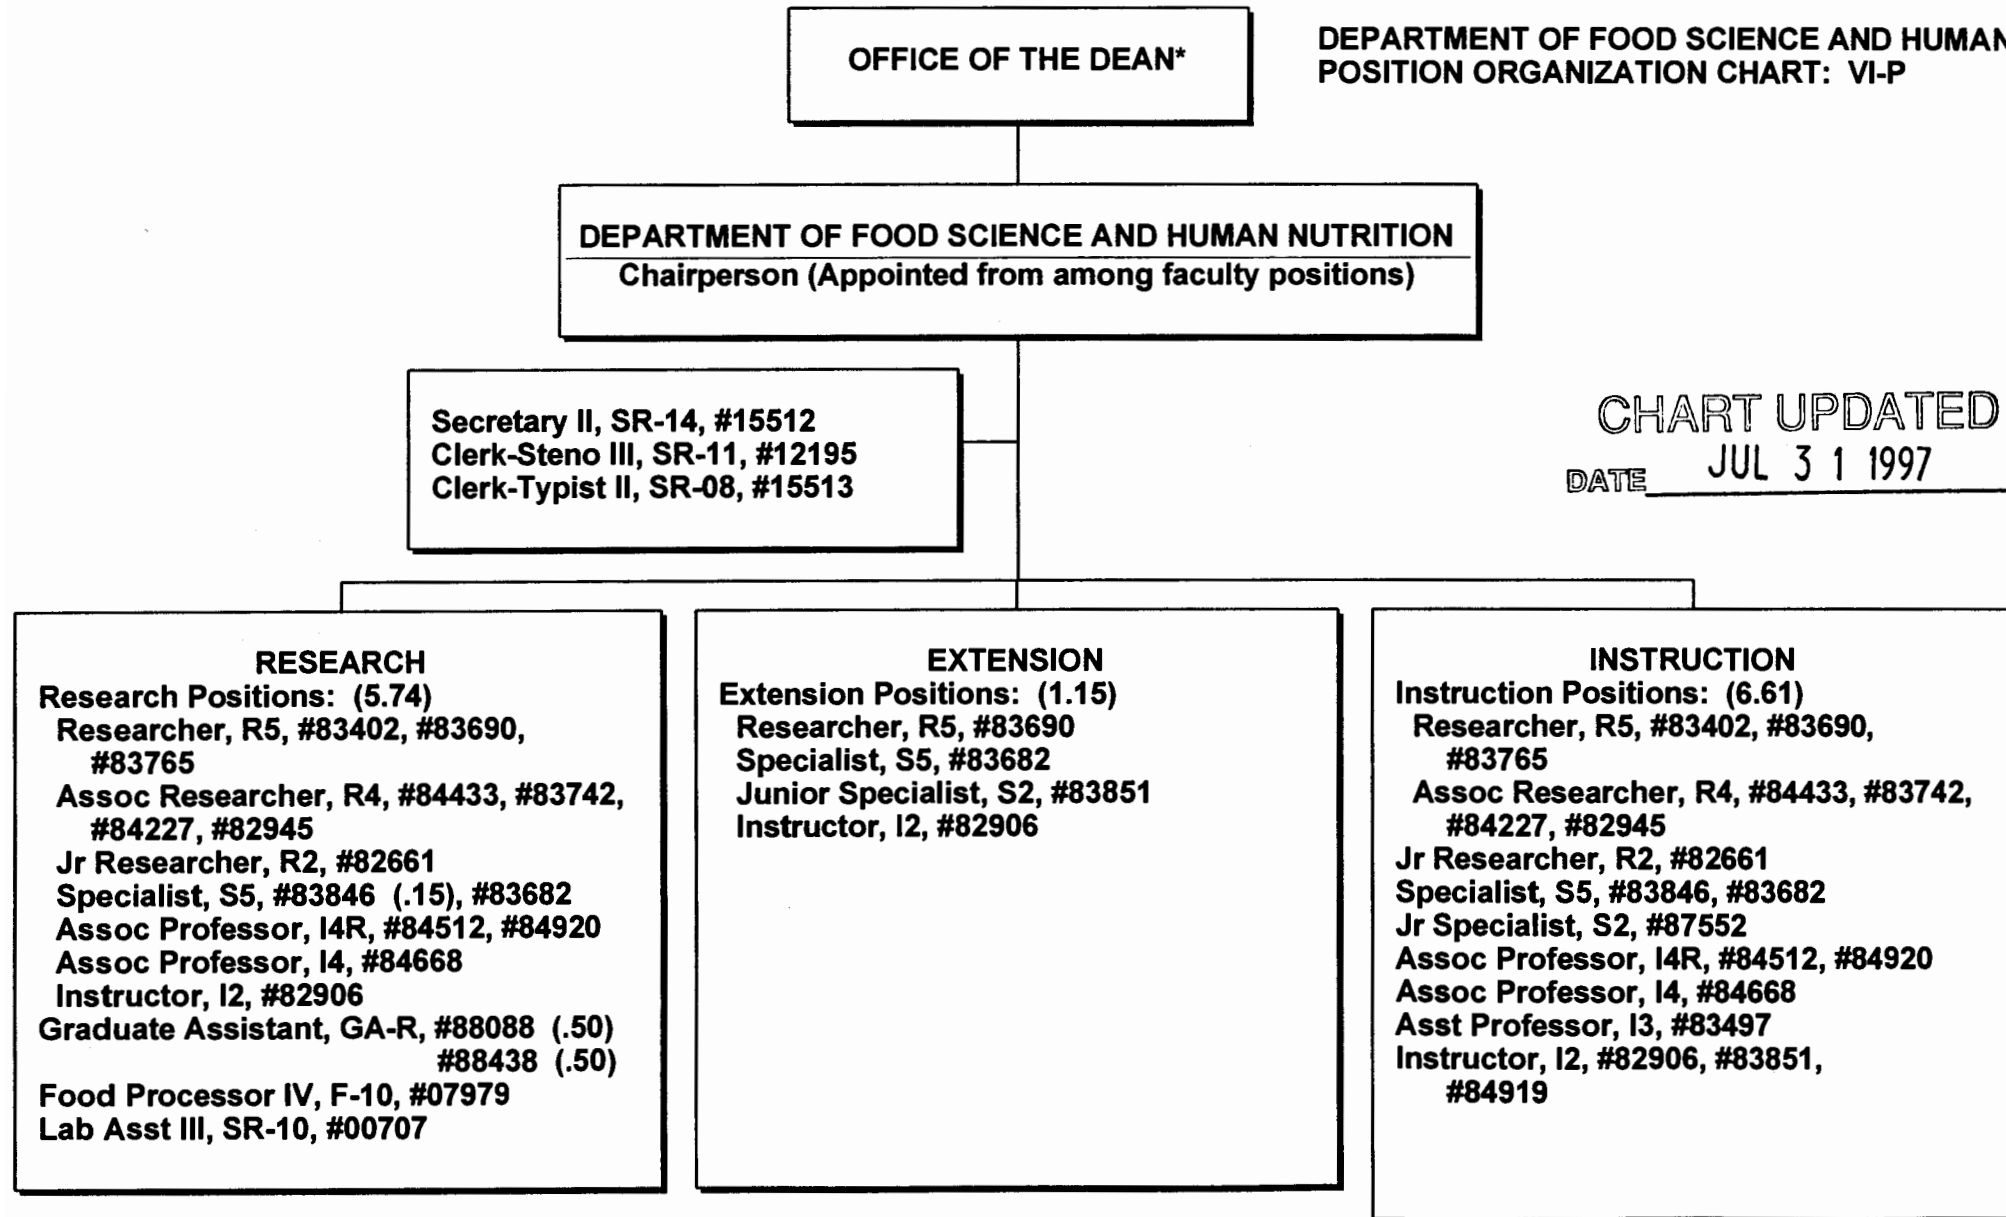 OFFICE OF THE DEAN*
DEPARTMENT OF FOOD SCIENCE AND HUMAN
POSITION ORGANIZATION CHART: VI-P
DEPARTMENT OF FOOD SCIENCE AND HUMAN NUTRITION
Chairperson (Appointed from among faculty positions)
Secretary II, SR-14, #15512
Clerk-Steno III, SR-11, #12195
Clerk-Typist II, SR-08, #15513
CHART UPDATED
DATE JUL 31 1997
RESEARCH
Research Positions: (5.74)
Researcher, R5, #83402, #83690,
#83765
Assoc Researcher, R4, #84433, #83742,
#84227, #82945
Jr Researcher, R2, #82661
Specialist, S5, #83846 (.15), #83682
Assoc Professor, I4R, #84512, #84920
Assoc Professor, I4, #84668
Instructor, I2, #82906
Graduate Assistant, GA-R, #88088 (.50)
#88438 (.50)
Food Processor IV, F-10, #07979
Lab Asst III, SR-10, #00707
EXTENSION
Extension Positions: (1.15)
Researcher, R5, #83690
Specialist, S5, #83682
Junior Specialist, S2, #83851
Instructor, I2, #82906
INSTRUCTION
Instruction Positions: (6.61)
Researcher, R5, #83402, #83690,
#83765
Assoc Researcher, R4, #84433, #83742,
#84227, #82945
Jr Researcher, R2, #82661
Specialist, S5, #83846, #83682
Jr Specialist, S2, #87552
Assoc Professor, I4R, #84512, #84920
Assoc Professor, I4, #84668
Asst Professor, I3, #83497
Instructor, I2, #82906, #83851,
#84919